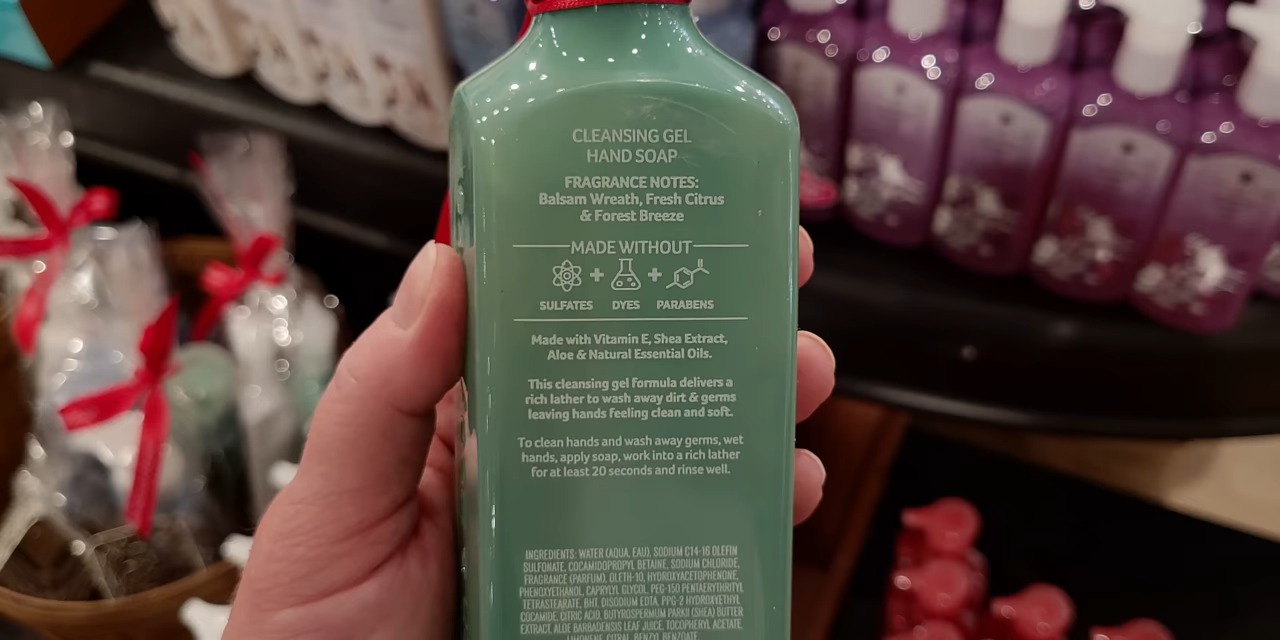 CLEANSING GEL
HAND SOAP
FRAGRANCE NOTES:
Balsam Wreath, Fresh Citrus
& Forest Breeze
MADE WITHOUT
SULFATES + DYES + PARABENS
Made with Vitamin E, Shea Extract,
Aloe & Natural Essential Oils.
This cleansing gel formula delivers a
rich lather to wash away dirt & germs
leaving hands feeling clean and soft.
To clean hands and wash away germs, wet
hands, apply soap, work into a rich lather
for at least 20 seconds and rinse well.
INGREDIENTS: WATER (AQUA, EAU), SODIUM C14-16 OLEFIN
SULFONATE, COCAMIDOPROPYL BETAINE, SODIUM CHLORIDE,
FRAGRANCE (PARFUM), OLETH-10, HYDROXYACETOPHENONE,
PHENOXYETHANOL, CAPRYLYL GLYCOL, PEG-150 PENTAERYTHRITYL
TETRASTEARATE, BHT, DISODIUM EDTA, PPG-2 HYDROXYETHYL
COCAMIDE, CITRIC ACID, BUTYROSPERMUM PARKII (SHEA) BUTTER
EXTRACT, ALOE BARBADENSIS LEAF JUICE, TOCOPHERYL ACETATE,
LIMONENE, CITRAL, BENZYL BENZOATE